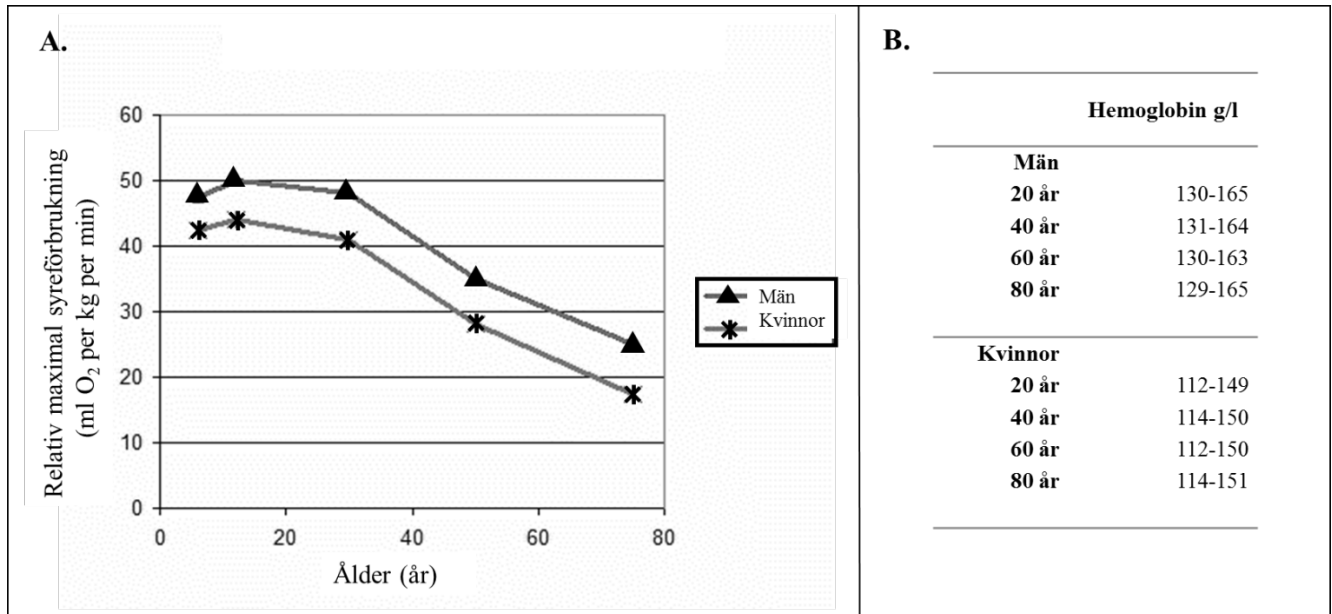 A.
Relativ maximal syreförbrukning
(ml O₂ per kg per min)
60
50
40
30
20
10
0
0 20 40 60 80
Ålder (år)
Män
Kvinnor
B.
Hemoglobin g/l
Män
20 år 130-165
40 år 131-164
60 år 130-163
80 år 129-165
Kvinnor
20 år 112-149
40 år 114-150
60 år 112-150
80 år 114-151